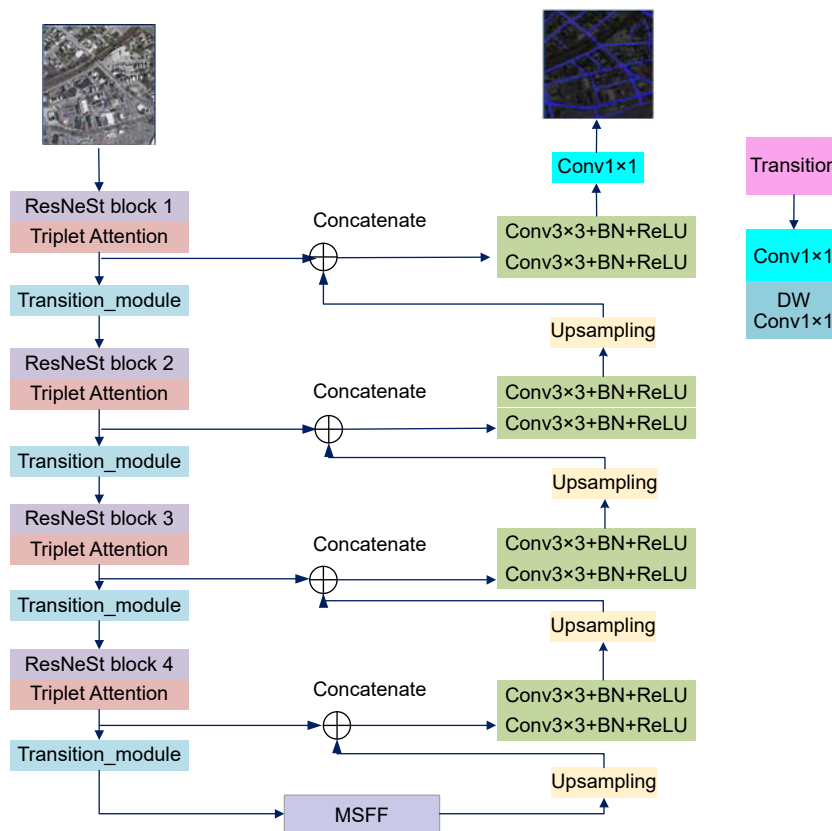 Conv1×1
Transition
ResNeSt block 1
Triplet Attention
Concatenate
Conv3×3+BN+ReLU
Conv3×3+BN+ReLU
Conv1×1
DW
Conv1×1
Transition_module
Upsampling
ResNeSt block 2
Triplet Attention
Concatenate
Conv3×3+BN+ReLU
Conv3×3+BN+ReLU
Transition_module
Upsampling
ResNeSt block 3
Triplet Attention
Concatenate
Conv3×3+BN+ReLU
Conv3×3+BN+ReLU
Transition_module
Upsampling
ResNeSt block 4
Triplet Attention
Concatenate
Conv3×3+BN+ReLU
Conv3×3+BN+ReLU
Transition_module
Upsampling
MSFF